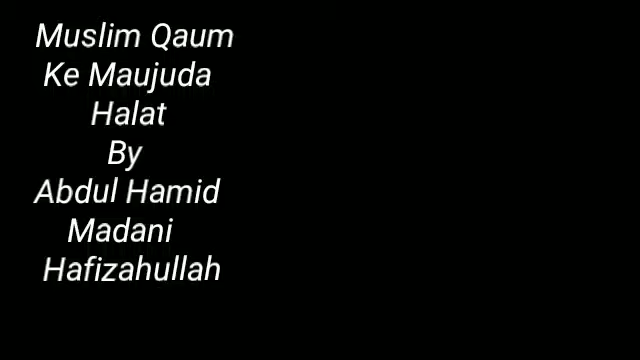 Muslim Qaum
Ke Maujuda
Halat
By
Abdul Hamid
Madani
Hafizahullah